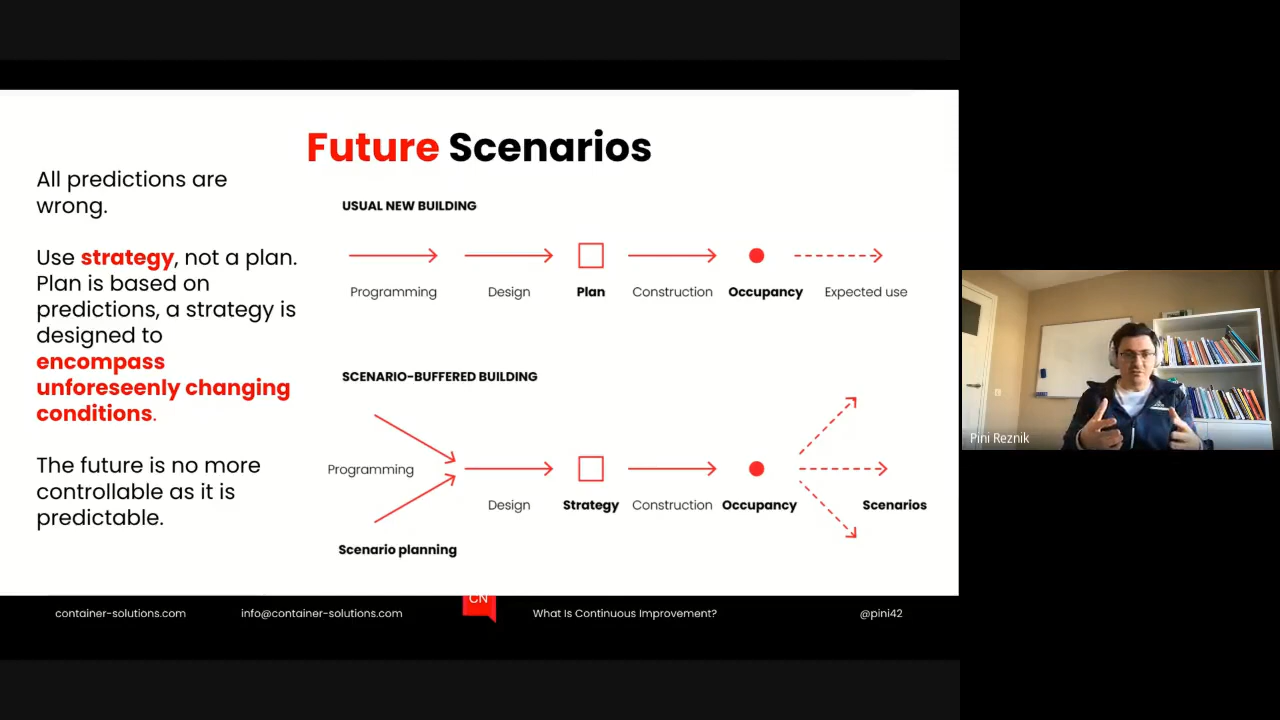 Future Scenarios
All predictions are
wrong.
Use strategy, not a plan.
Plan is based on
predictions, a strategy is
designed to
encompass
unforeseenly changing
conditions.
The future is no more
controllable as it is
predictable.
USUAL NEW BUILDING
Programming
Design
Plan
Construction
Occupancy
Expected use
SCENARIO-BUFFERED BUILDING
Programming
Design
Strategy
Construction
Occupancy
Scenarios
Scenario planning
container-solutions.com
info@container-solutions.com
CN
What Is Continuous Improvement?
@pini42
Pini Reznik